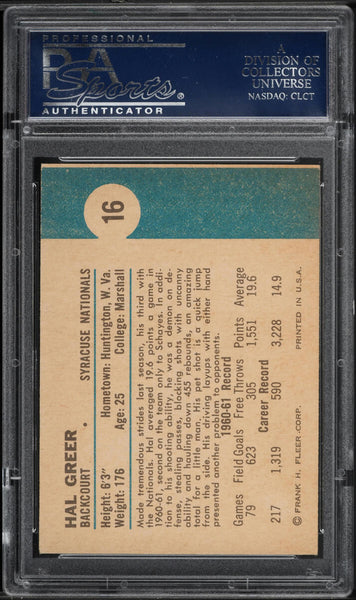 PROFESSIONAL
PSA
Sports
®
AUTHENTICATOR
A
DIVISION OF
COLLECTORS
UNIVERSE
NASDAQ: CLCT
HAL GREER
BACKCOURT • SYRACUSE NATIONALS
16
Height: 6'3" Hometown: Huntington, W. Va.
Weight: 176 Age: 25 College: Marshall
Made tremendous strides last season, his third with
the Nationals. Hal averaged 19.6 points a game in
1960-61, second on the team only to Schayes. In addi-
tion to his shooting ability, he was a demon on de-
fense, stealing passes, blocking shots with uncanny
ability, and hauling down 455 rebounds, an amazing
total for a little man. His pet shot is a quick jump
from the side. His driving layups with either hand
presented another problem to opponents.
1960-61 Record
Games Field Goals Free Throws Points Average
79 623 305 1,551 19.6
Career Record
217 1,319 590 3,228 14.9
© FRANK H. FLEER CORP. PRINTED IN U.S.A.